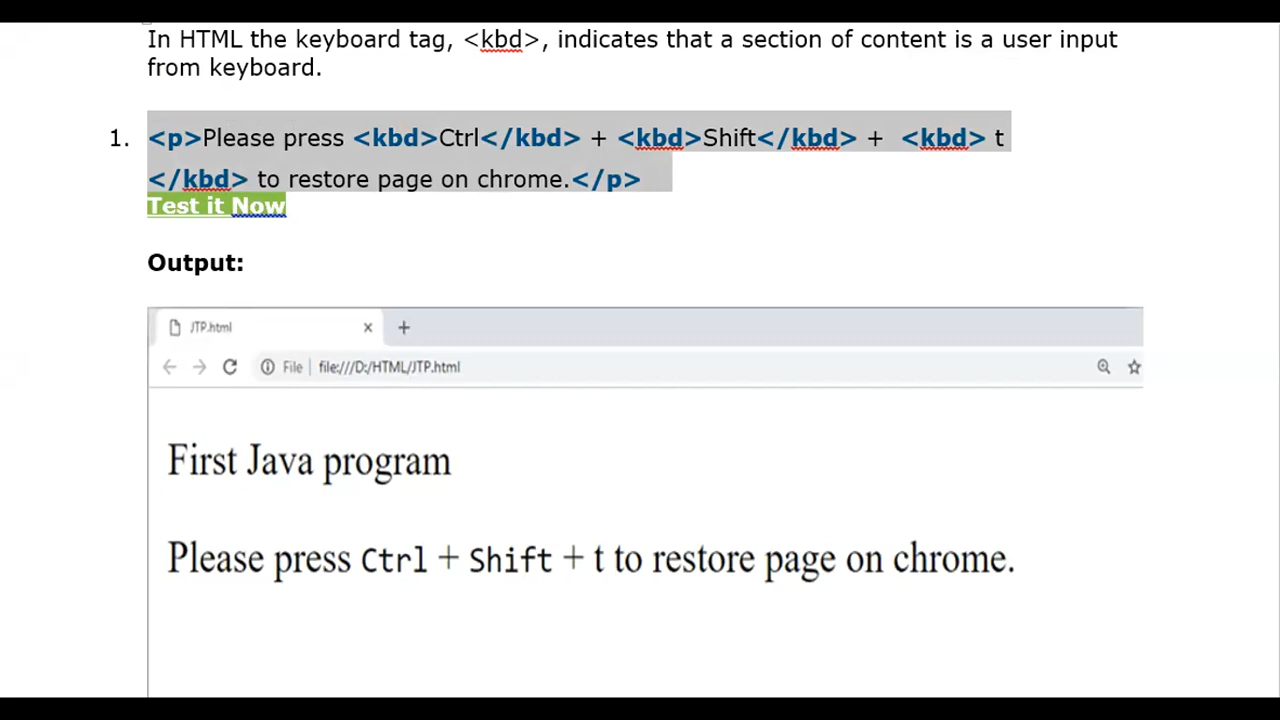 In HTML the keyboard tag, <kbd>, indicates that a section of content is a user input
from keyboard.
1. <p>Please press <kbd>Ctrl</kbd> + <kbd>Shift</kbd> + <kbd> t
</kbd> to restore page on chrome.</p>
Test it Now
Output:
JTP.html × +
File | file:///D:/HTML/JTP.html
First Java program
Please press Ctrl + Shift + t to restore page on chrome.